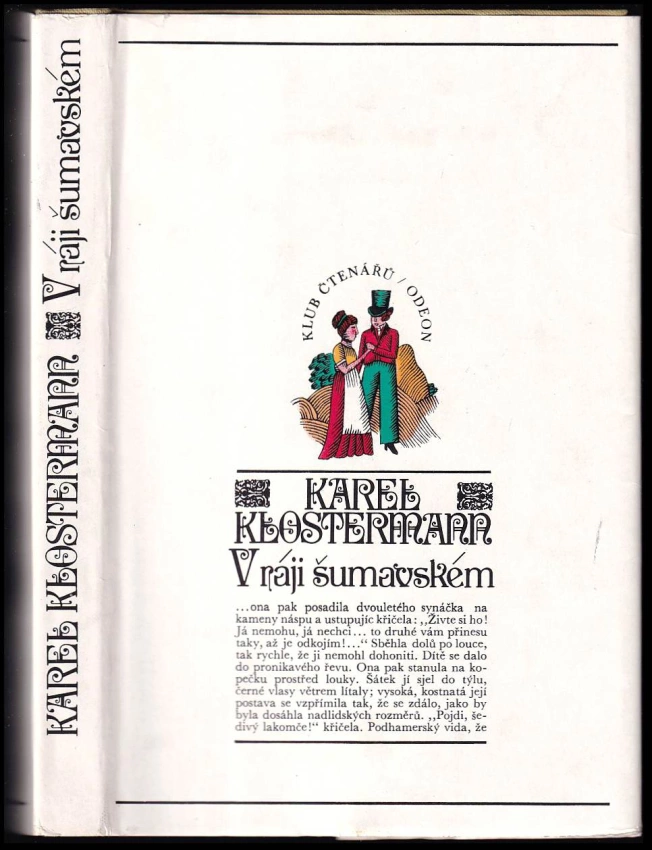 KAREL KLOSTERMANN V ráji šumavském
KLUB ČTENÁŘŮ / ODEON
KAREL
KLOSTERMANN
V ráji šumavském
...ona pak posadila dvouletého synáčka na
kameny náspu a ustupujíc křičela: „Živte si ho!
Já nemohu, já nechci... to druhé vám přinesu
taky, až je odkojím!...“ Sběhla dolů po louce,
tak rychle, že ji nemohl dohoniti. Dítě se dalo
do pronikavého řevu. Ona pak stanula na ko-
pečku prostřed louky. Šátek jí sjel do týlu,
černé vlasy větrem lítaly; vysoká, kostnatá její
postava se vzpřímila tak, že se zdálo, jako by
byla dosáhla nadlidských rozměrů. „Pojdi, še-
divý lakomče!“ křičela. Podhamerský vida, že